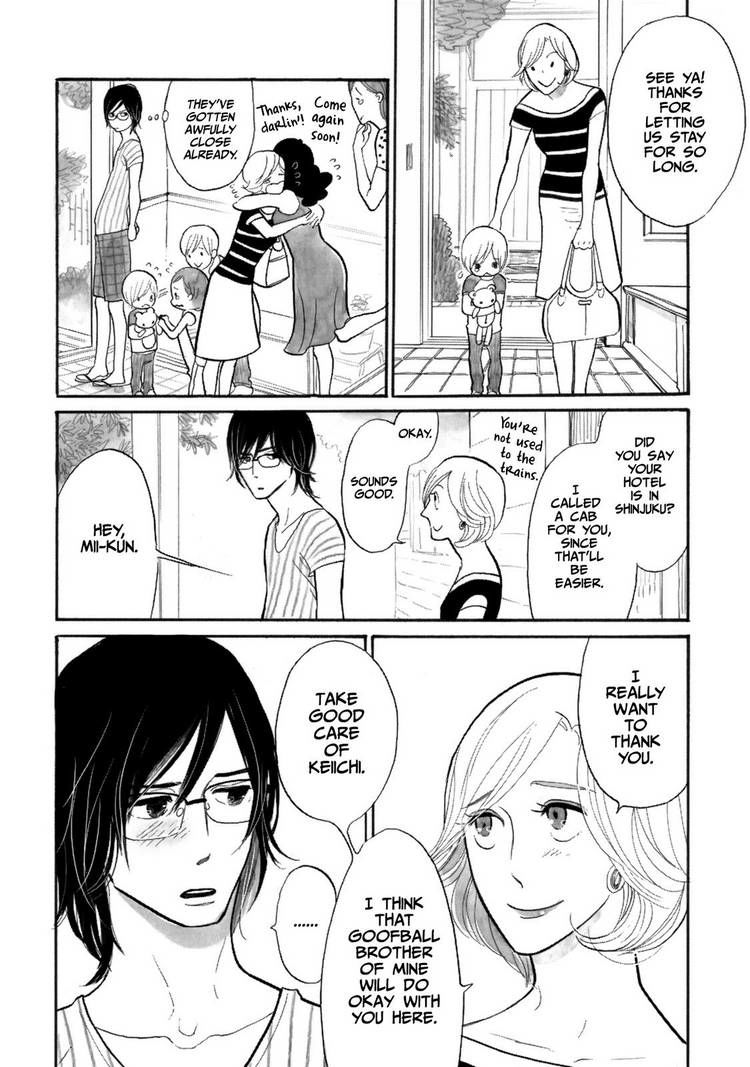 SEE YA!
THANKS
FOR
LETTING
US STAY
FOR SO
LONG.
Come
again
soon!
Thanks,
darlin'!
THEY'VE
GOTTEN
AWFULLY
CLOSE
ALREADY.
DID
YOU SAY
YOUR
HOTEL
IS IN
SHINJUKU?
I
CALLED
A CAB
FOR YOU,
SINCE
THAT'LL
BE
EASIER.
You're
not used
to the
trains.
OKAY.
SOUNDS
GOOD.
HEY,
MII-KUN.
I
REALLY
WANT
TO
THANK
YOU.
TAKE
GOOD
CARE
OF
KEIICHI.
I THINK
THAT
GOOFBALL
BROTHER
OF MINE
WILL DO
OKAY WITH
YOU HERE.
......